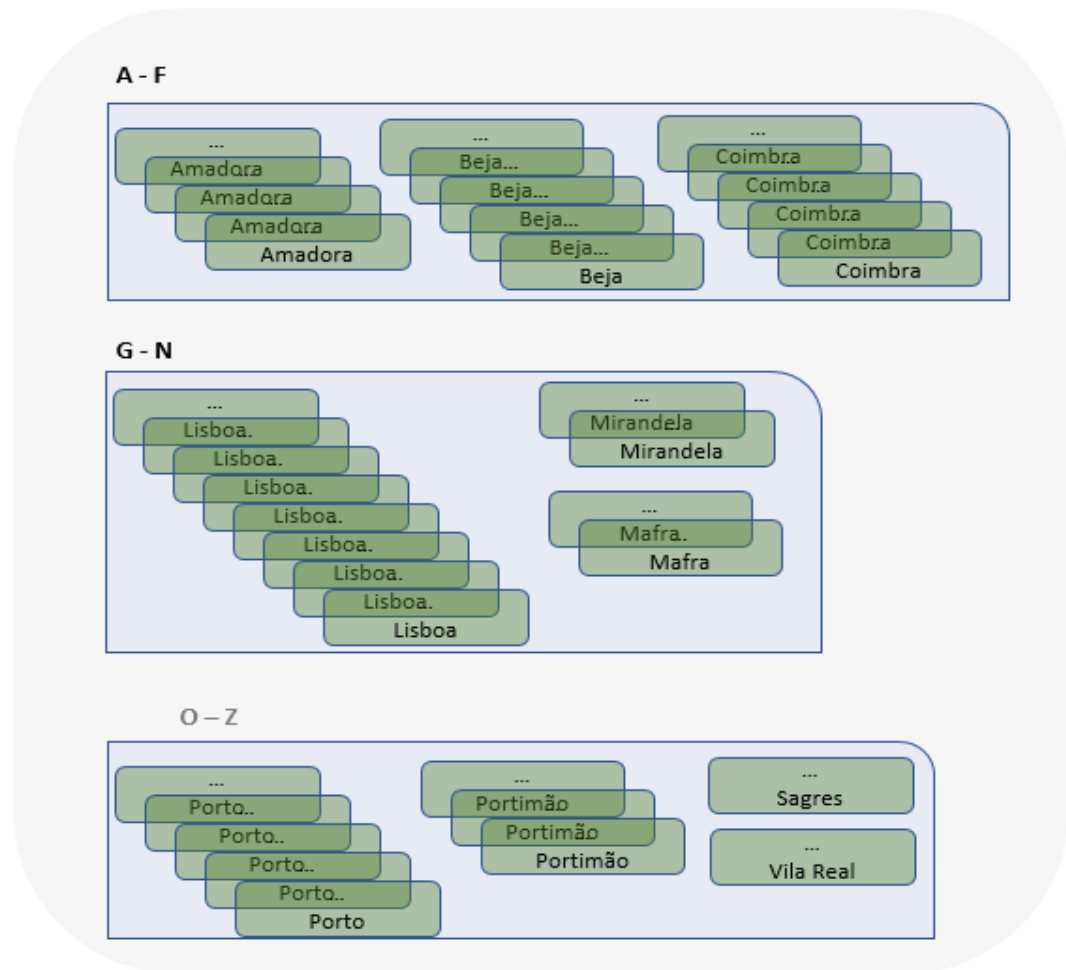 A - F
...
Amadora
Amadora
Amadora
Amadora
...
Beja...
Beja...
Beja...
Beja...
Beja
...
Coimbra
Coimbra
Coimbra
Coimbra
Coimbra
G - N
...
Lisboa.
Lisboa.
Lisboa.
Lisboa.
Lisboa.
Lisboa.
Lisboa.
Lisboa
...
Mirandela
Mirandela
...
Mafra.
Mafra
O – Z
...
Porto..
Porto..
Porto..
Porto..
Porto
...
Portimão
Portimão
Portimão
...
Sagres
...
Vila Real